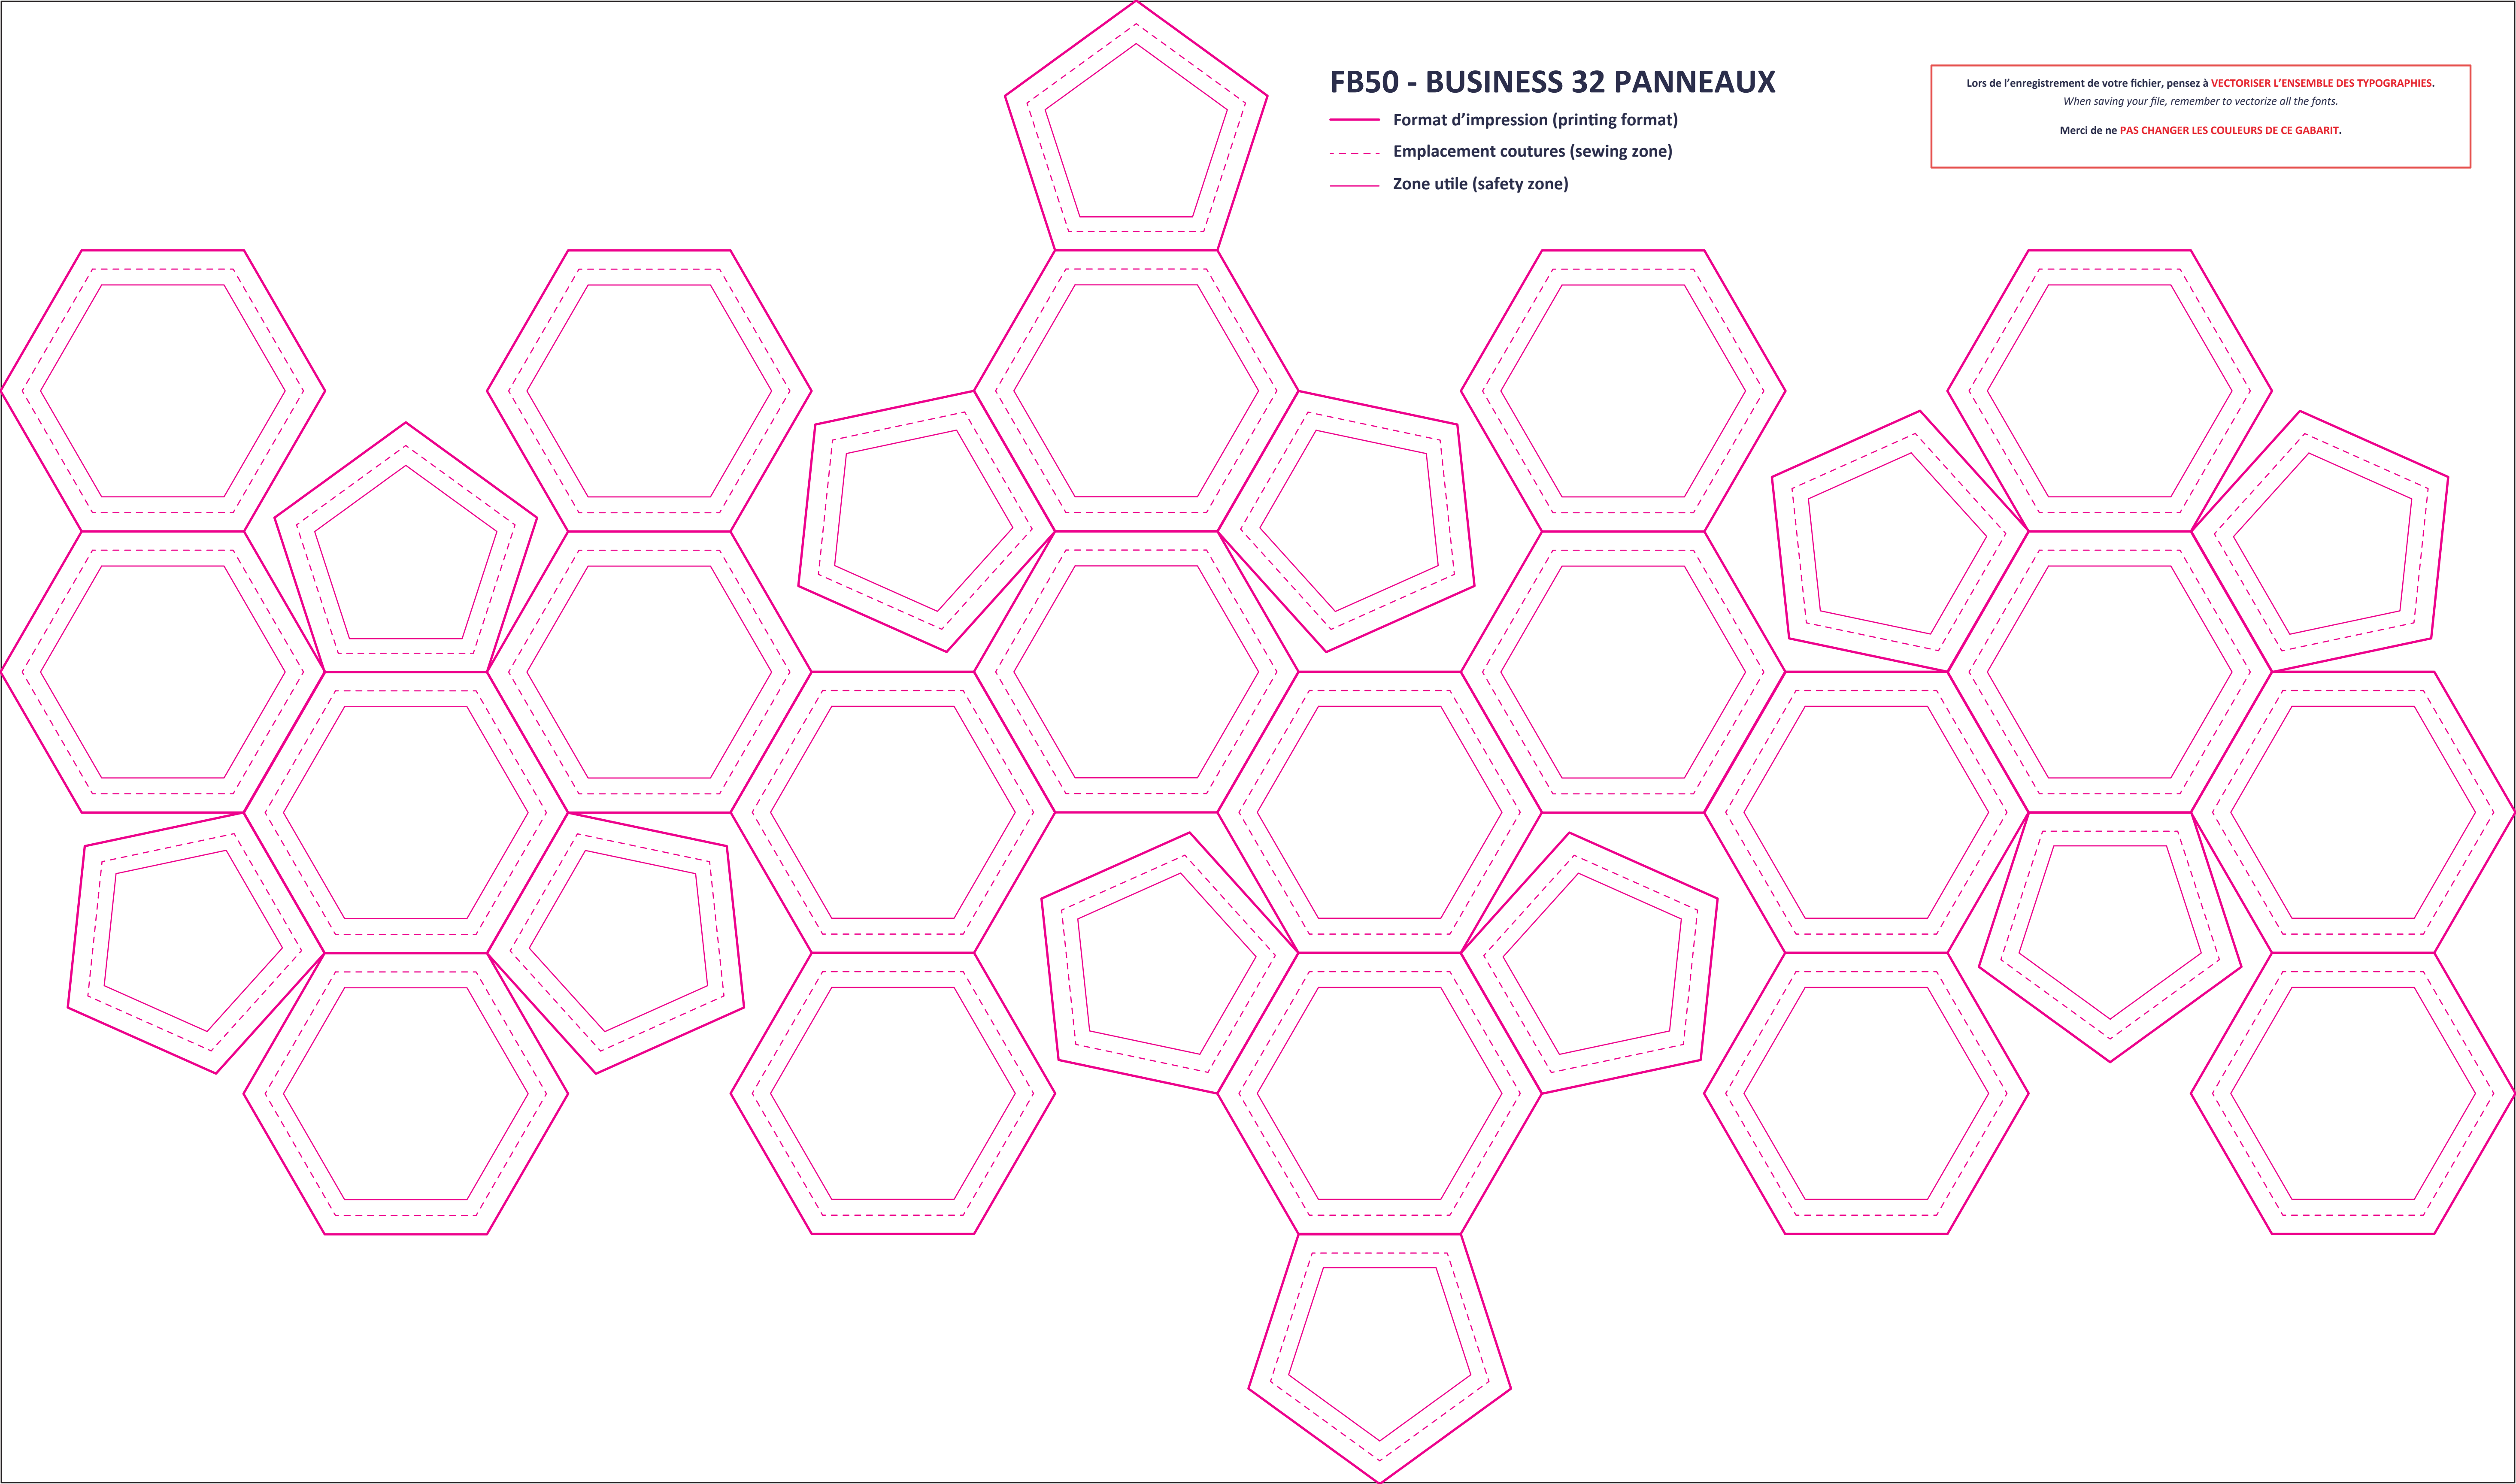 FB50 - BUSINESS 32 PANNEAUX
Format d’impression (printing format)
Emplacement coutures (sewing zone)
Zone utile (safety zone)
Lors de l’enregistrement de votre fichier, pensez à VECTORISER L’ENSEMBLE DES TYPOGRAPHIES.
When saving your file, remember to vectorize all the fonts.
Merci de ne PAS CHANGER LES COULEURS DE CE GABARIT.